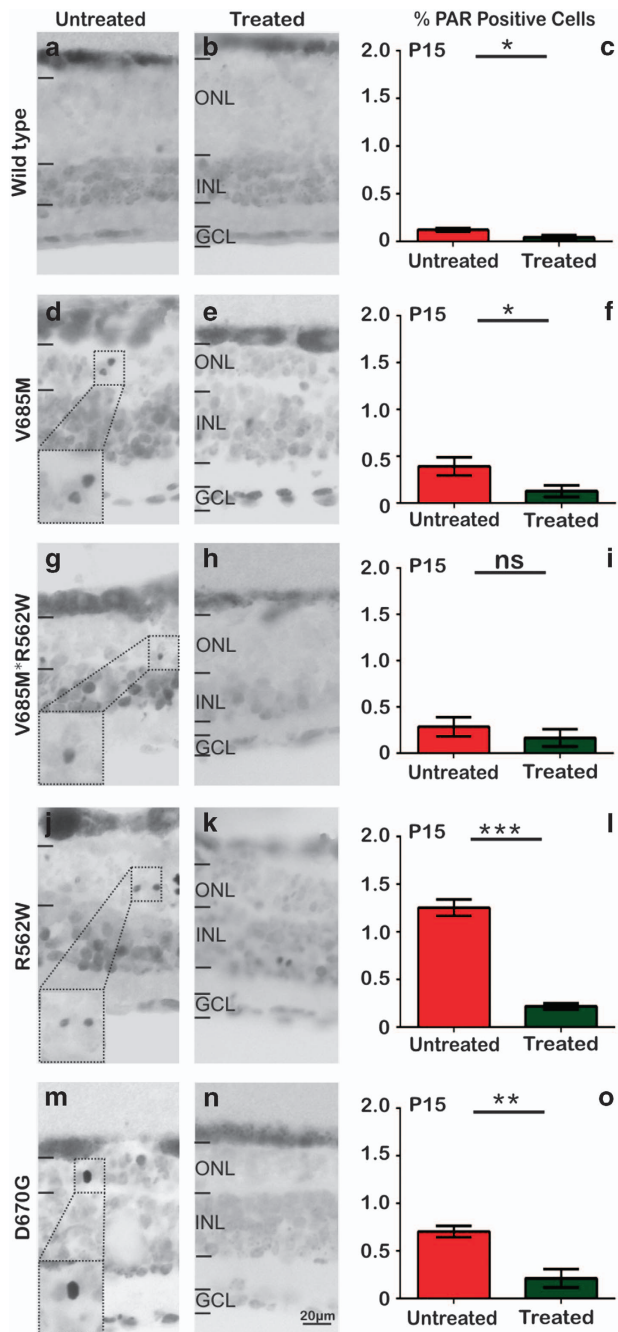 Untreated Treated % PAR Positive Cells
Wild type
a
b
ONL
INL
GCL
c
P15
*
2.0
1.5
1.0
0.5
0
Untreated Treated
V685M
d
e
ONL
INL
GCL
f
P15
*
2.0
1.5
1.0
0.5
0
Untreated Treated
V685M*R562W
g
h
ONL
INL
GCL
i
P15
ns
2.0
1.5
1.0
0.5
0
Untreated Treated
R562W
j
k
ONL
INL
GCL
l
P15
***
2.0
1.5
1.0
0.5
0
Untreated Treated
D670G
m
n
ONL
INL
GCL
20µm
o
P15
**
2.0
1.5
1.0
0.5
0
Untreated Treated